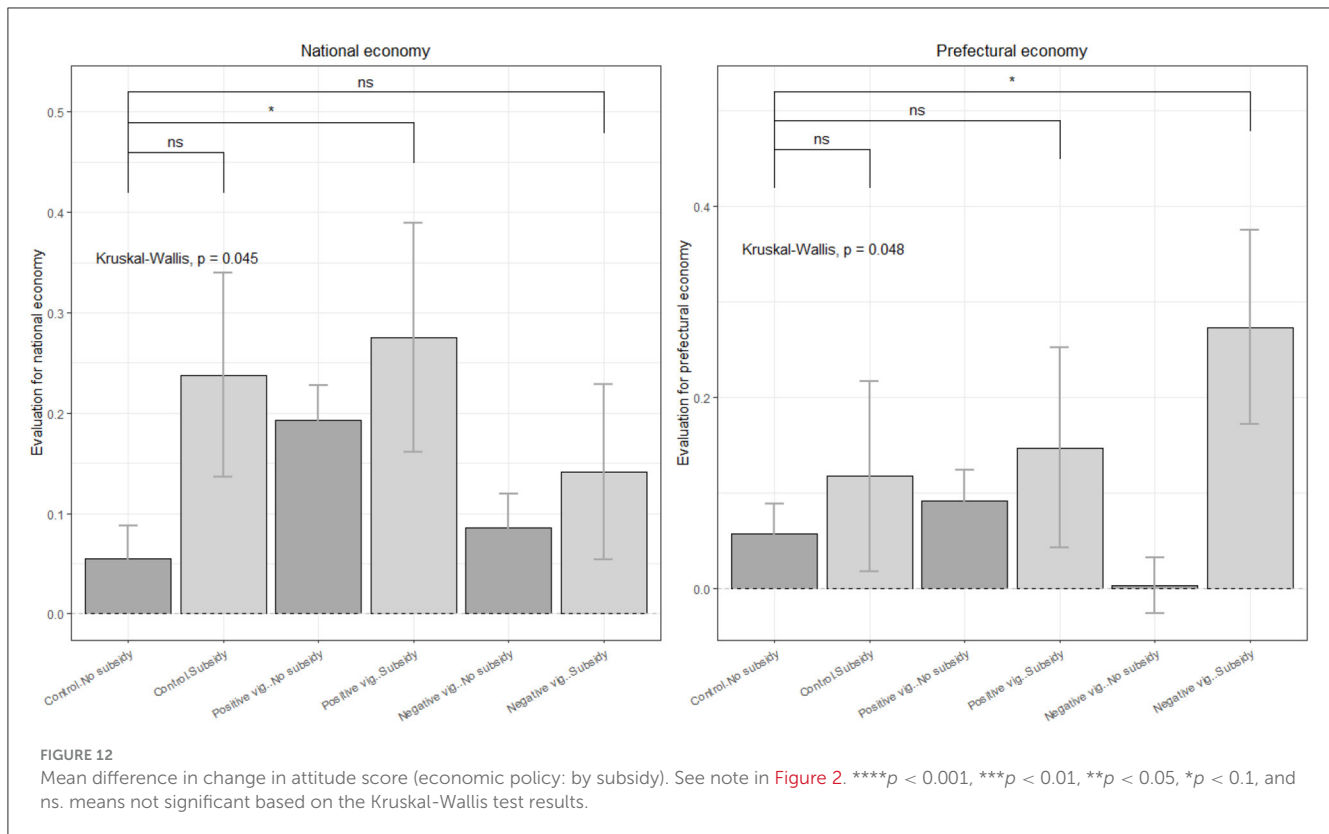 National economy
ns
*
ns
Kruskal-Wallis, p = 0.045
Evaluation for national economy
0.5
0.4
0.3
0.2
0.1
0.0
Control.No subsidy
Control.Subsidy
Positive vig..No subsidy
Positive vig..Subsidy
Negative vig..No subsidy
Negative vig..Subsidy
Prefectural economy
*
ns
ns
Kruskal-Wallis, p = 0.048
Evaluation for prefectural economy
0.4
0.2
0.0
Control.No subsidy
Control.Subsidy
Positive vig..No subsidy
Positive vig..Subsidy
Negative vig..No subsidy
Negative vig..Subsidy
FIGURE 12
Mean difference in change in attitude score (economic policy: by subsidy). See note in Figure 2. ****p < 0.001, ***p < 0.01, **p < 0.05, *p < 0.1, and
ns. means not significant based on the Kruskal-Wallis test results.